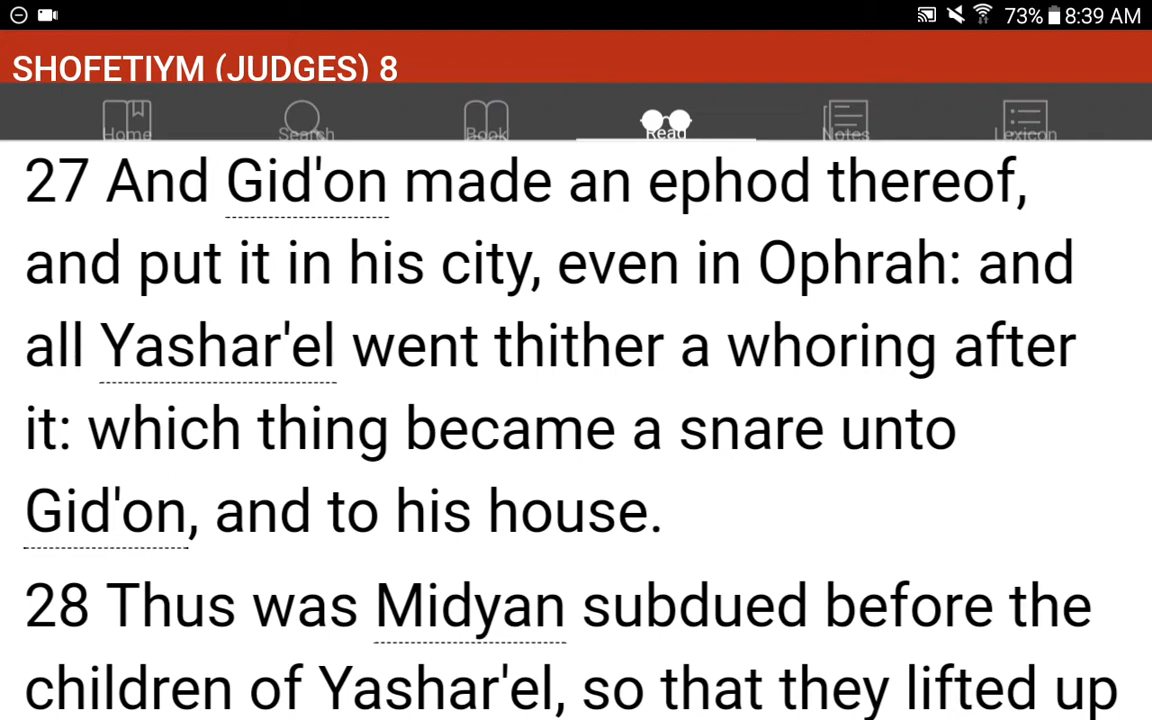 73% 8:39 AM
SHOFETIYM (JUDGES) 8
Home Search Book Read Notes Lexicon
27 And Gid'on made an ephod thereof,
and put it in his city, even in Ophrah: and
all Yashar'el went thither a whoring after
it: which thing became a snare unto
Gid'on, and to his house.
28 Thus was Midyan subdued before the
children of Yashar'el, so that they lifted up